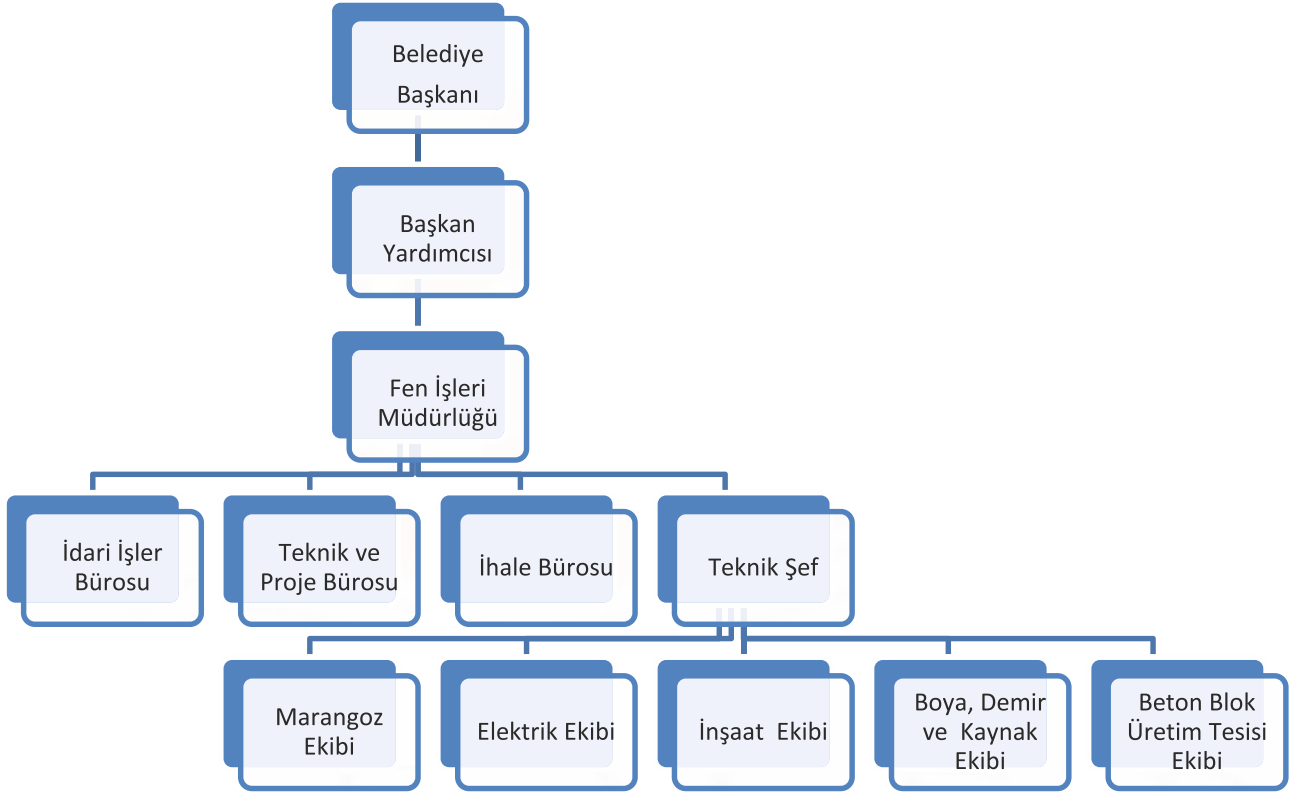 Belediye
Başkanı
Başkan
Yardımcısı
Fen İşleri
Müdürlüğü
İdari İşler
Bürosu
Teknik ve
Proje Bürosu
İhale Bürosu
Teknik Şef
Marangoz
Ekibi
Elektrik Ekibi
İnşaat  Ekibi
Boya, Demir
ve  Kaynak
Ekibi
Beton Blok
Üretim Tesisi
Ekibi